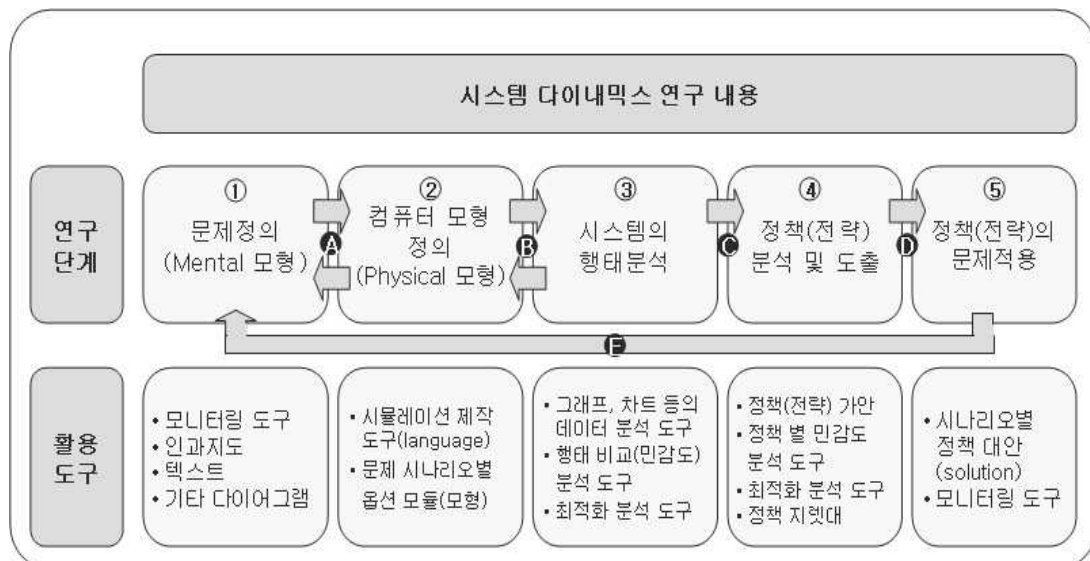 시스템 다이내믹스 연구 내용
연구
단계
①
문제정의
(Mental 모형)
A
②
컴퓨터 모형
정의
(Physical 모형)
B
③
시스템의
행태분석
C
④
정책(전략)
분석 및 도출
D
⑤
정책(전략)의
문제적용
E
활용
도구
• 모니터링 도구
• 인과지도
• 텍스트
• 기타 다이어그램
• 시뮬레이션 제작
도구(language)
• 문제 시나리오별
옵션 모듈(모형)
• 그래프, 차트 등의
데이터 분석 도구
• 행태 비교(민감도)
분석 도구
• 최적화 분석 도구
• 정책(전략) 가안
• 정책 별 민감도
분석 도구
• 최적화 분석 도구
• 정책 지렛대
• 시나리오별
정책 대안
(solution)
• 모니터링 도구